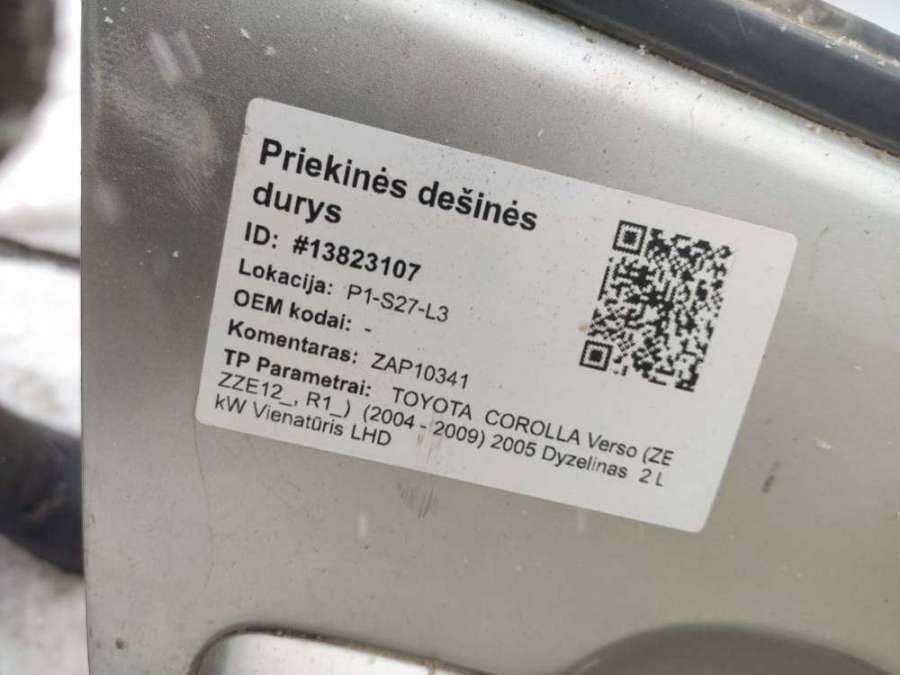 Priekinės dešinės
durys
ID: #13823107
Lokacija: P1-S27-L3
OEM kodai: -
Komentaras: ZAP10341
TP Parametrai: TOYOTA COROLLA Verso (ZE
ZZE12_, R1_) (2004 - 2009) 2005 Dyzelinas 2 L
kW Vienatūris LHD